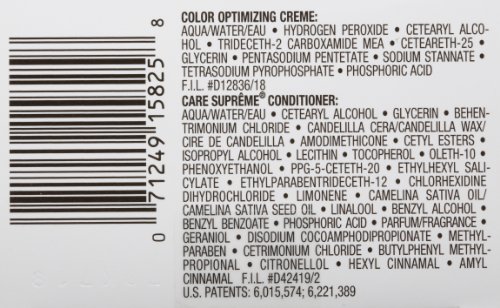 0 71249 15825 8
COLOR OPTIMIZING CREME:
AQUA/WATER/EAU • HYDROGEN PEROXIDE • CETEARYL ALCO-
HOL • TRIDECETH-2 CARBOXAMIDE MEA • CETEARETH-25 •
GLYCERIN • PENTASODIUM PENTETATE • SODIUM STANNATE •
TETRASODIUM PYROPHOSPHATE • PHOSPHORIC ACID
F.I.L. #D12836/18
CARE SUPRÊME® CONDITIONER:
AQUA/WATER/EAU • CETEARYL ALCOHOL • GLYCERIN • BEHEN-
TRIMONIUM CHLORIDE • CANDELILLA CERA/CANDELILLA WAX/
CIRE DE CANDELILLA • AMODIMETHICONE • CETYL ESTERS •
ISOPROPYL ALCOHOL • LECITHIN • TOCOPHEROL • OLETH-10 •
PHENOXYETHANOL • PPG-5-CETETH-20 • ETHYLHEXYL SALI-
CYLATE • ETHYLPARABENTRIDECETH-12 • CHLORHEXIDINE
DIHYDROCHLORIDE • LIMONENE • CAMELINA SATIVA OIL/
CAMELINA SATIVA SEED OIL • LINALOOL • BENZYL ALCOHOL •
BENZYL BENZOATE • PHOSPHORIC ACID • PARFUM/FRAGRANCE •
GERANIOL • DISODIUM COCOAMPHODIPROPIONATE • METHYL-
PARABEN • CETRIMONIUM CHLORIDE • BUTYLPHENYL METHYL-
PROPIONAL • CITRONELLOL • HEXYL CINNAMAL • AMYL
CINNAMAL F.I.L. #D42419/2
U.S. PATENTS: 6,015,574; 6,221,389